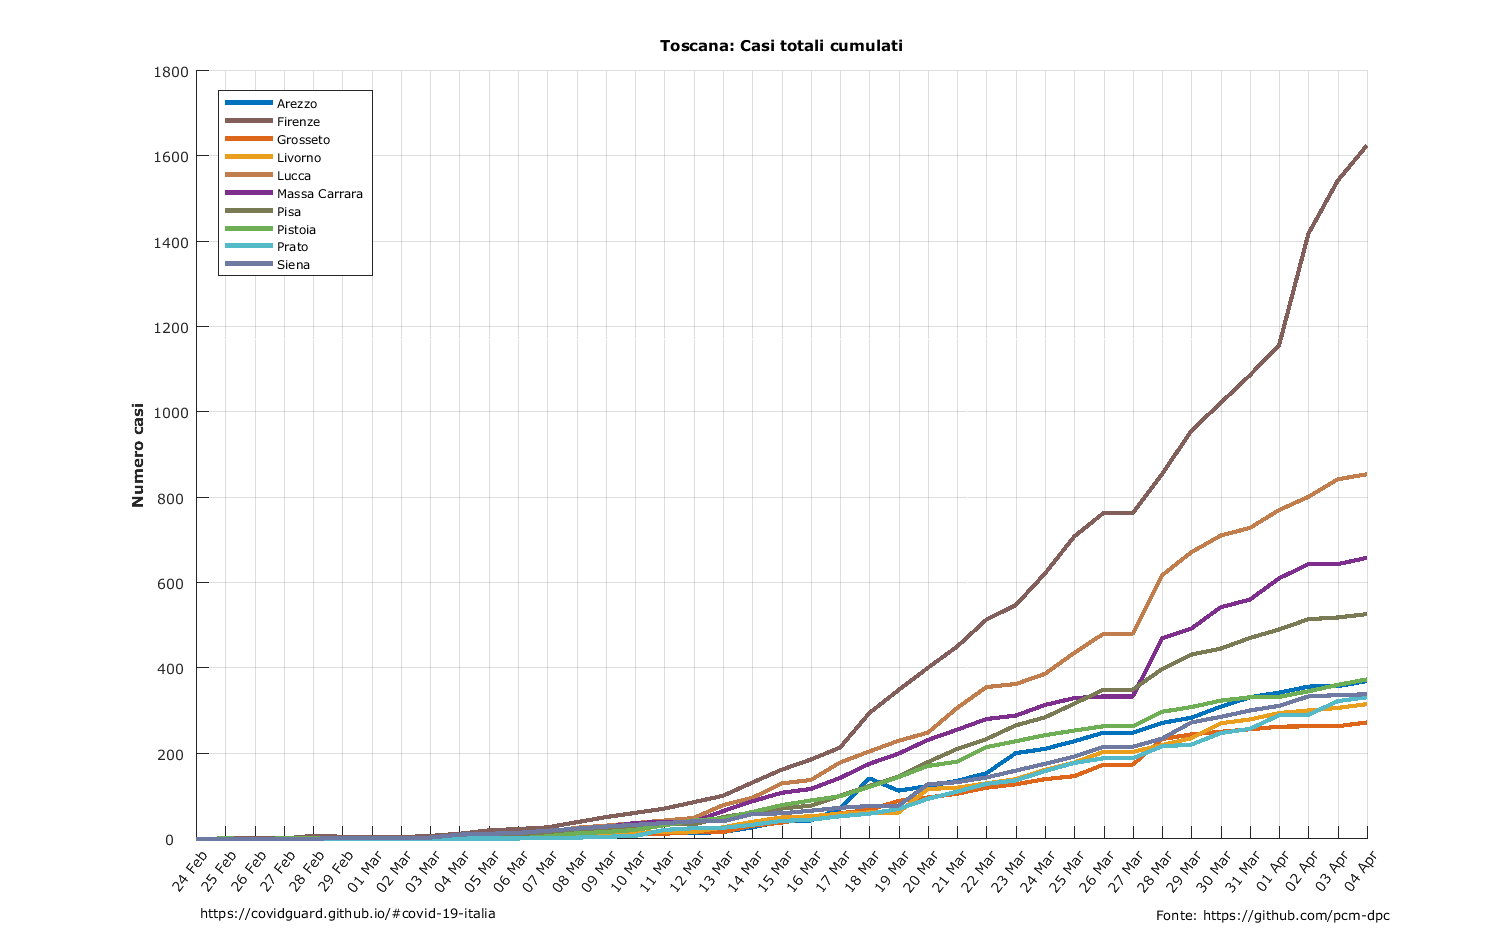 Toscana: Casi totali cumulati
1800
1600
1400
1200
1000
800
600
400
200
0
Numero casi
Arezzo
Firenze
Grosseto
Livorno
Lucca
Massa Carrara
Pisa
Pistoia
Prato
Siena
24 Feb
25 Feb
26 Feb
27 Feb
28 Feb
29 Feb
01 Mar
02 Mar
03 Mar
04 Mar
05 Mar
06 Mar
07 Mar
08 Mar
09 Mar
10 Mar
11 Mar
12 Mar
13 Mar
14 Mar
15 Mar
16 Mar
17 Mar
18 Mar
19 Mar
20 Mar
21 Mar
22 Mar
23 Mar
24 Mar
25 Mar
26 Mar
27 Mar
28 Mar
29 Mar
30 Mar
31 Mar
01 Apr
02 Apr
03 Apr
04 Apr
https://covidguard.github.io/#covid-19-italia
Fonte: https://github.com/pcm-dpc